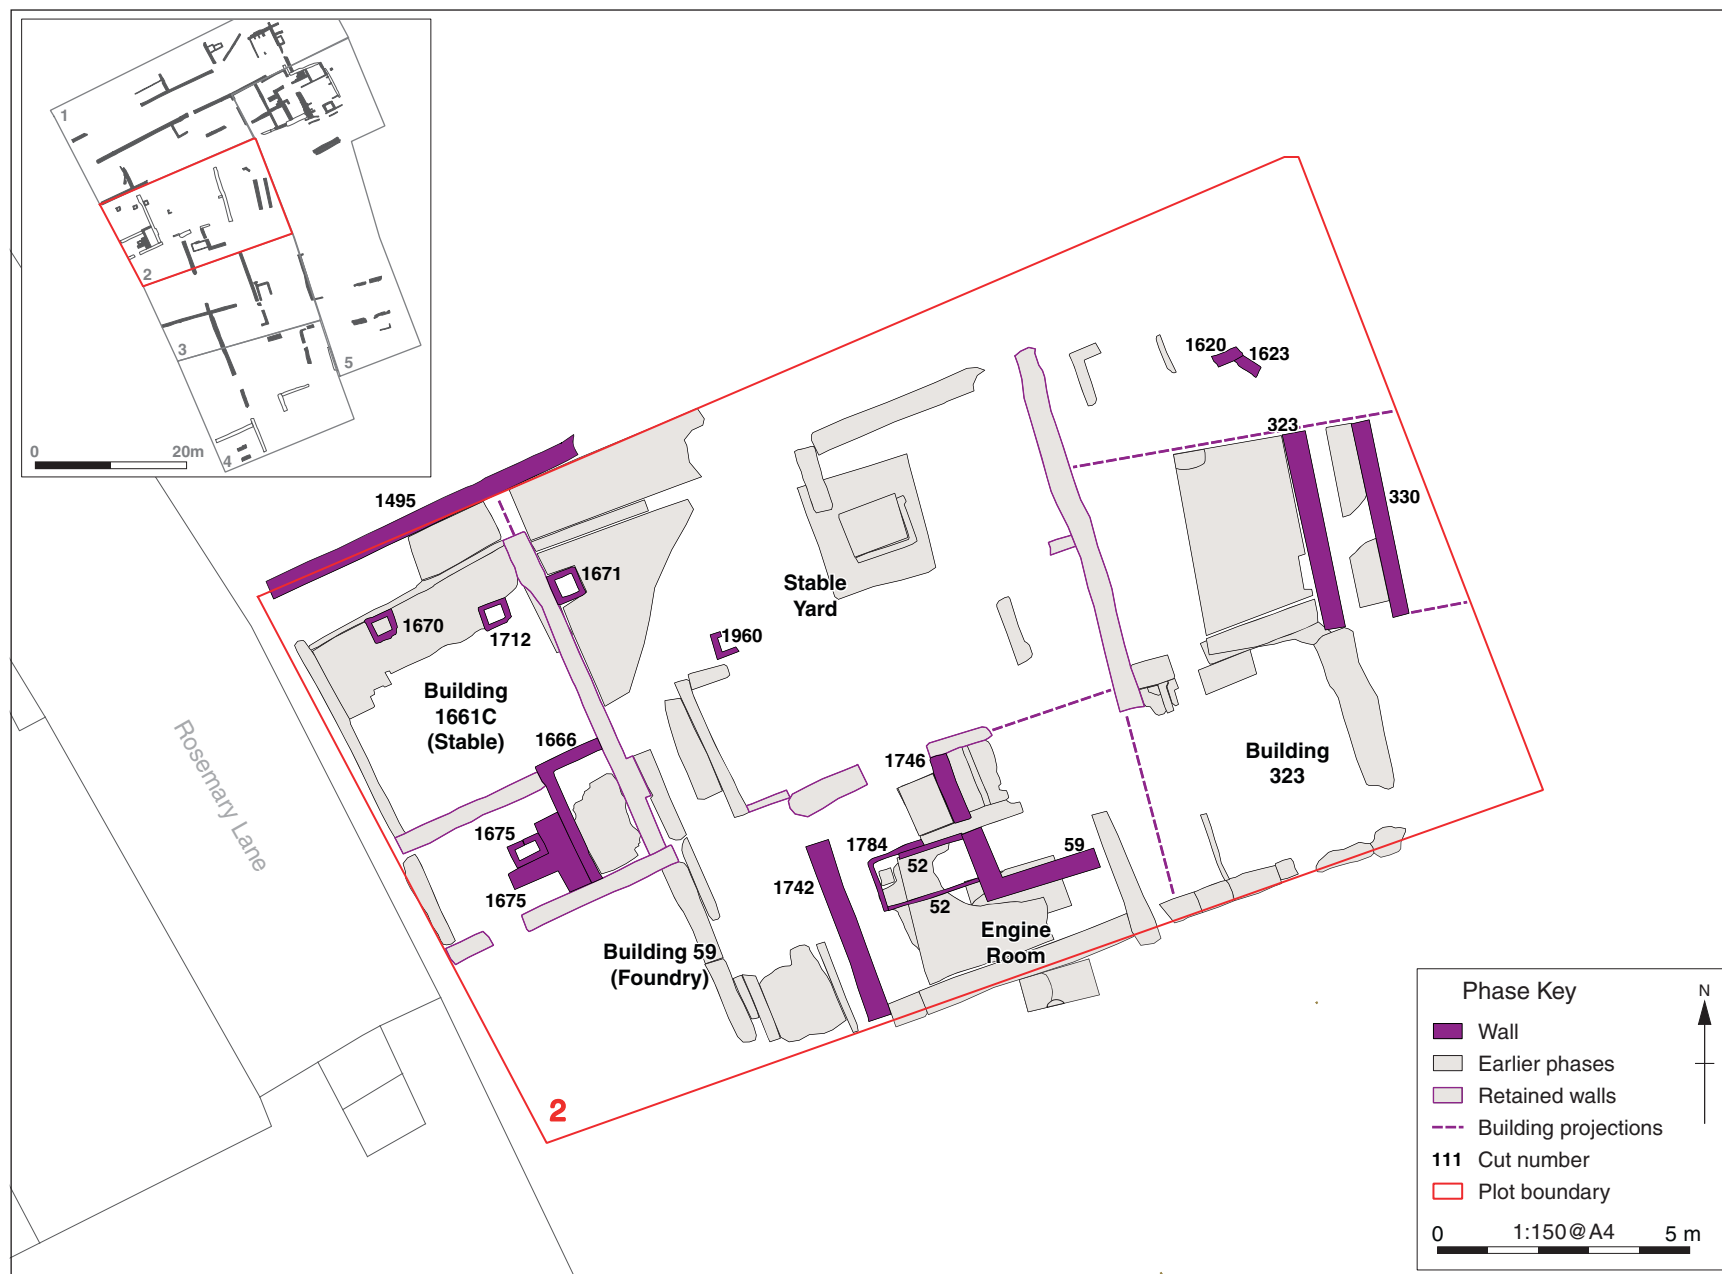 1
2
3
4
5
0 20m
1495
1670
1712
1671
1960
Stable
Yard
1620
1623
323
330
Building
1661C
(Stable)
1666
1675
1675
Rosemary Lane
1746
1784
52
52
59
1742
Building
323
Engine
Room
Building 59
(Foundry)
2
Phase Key
N
Wall
Earlier phases
Retained walls
Building projections
111 Cut number
Plot boundary
0 1:150@A4 5 m